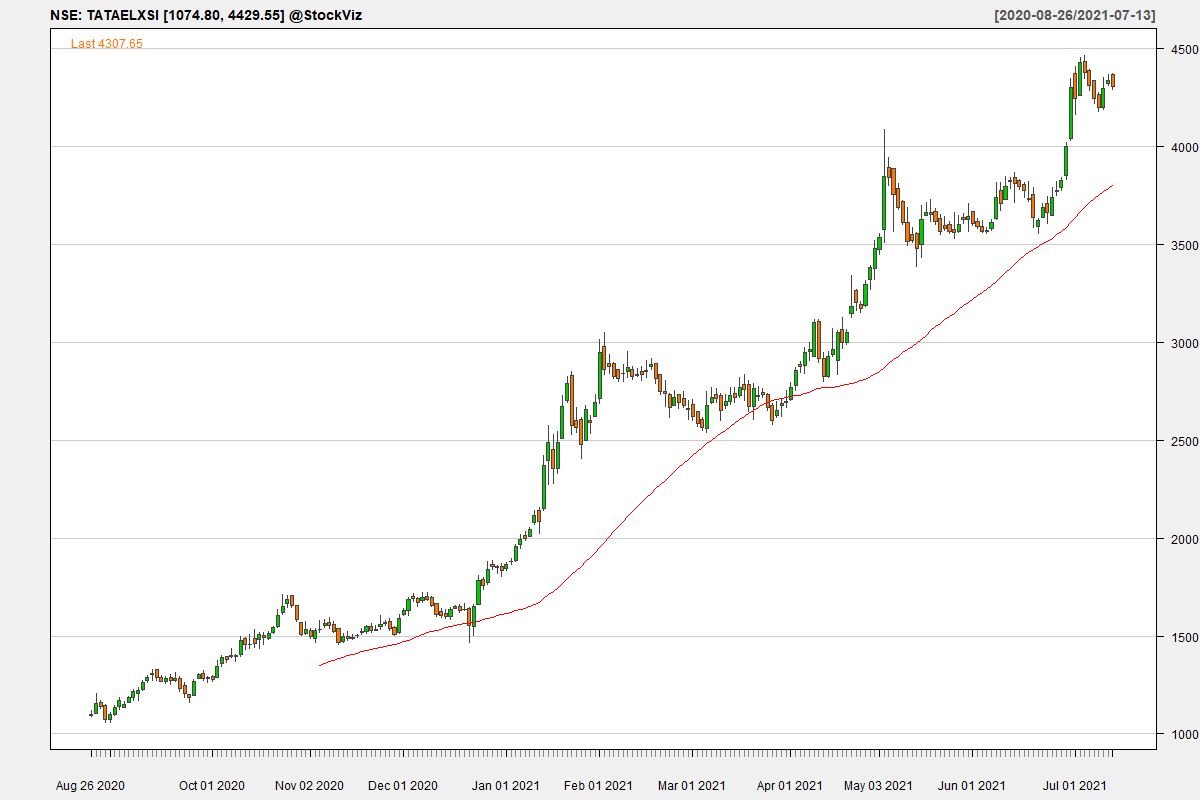 NSE: TATAELXSI [1074.80, 4429.55] @StockViz [2020-08-26/2021-07-13]
Last 4307.65
4500
4000
3500
3000
2500
2000
1500
1000
Aug 26 2020 Oct 01 2020 Nov 02 2020 Dec 01 2020 Jan 01 2021 Feb 01 2021 Mar 01 2021 Apr 01 2021 May 03 2021 Jun 01 2021 Jul 01 2021